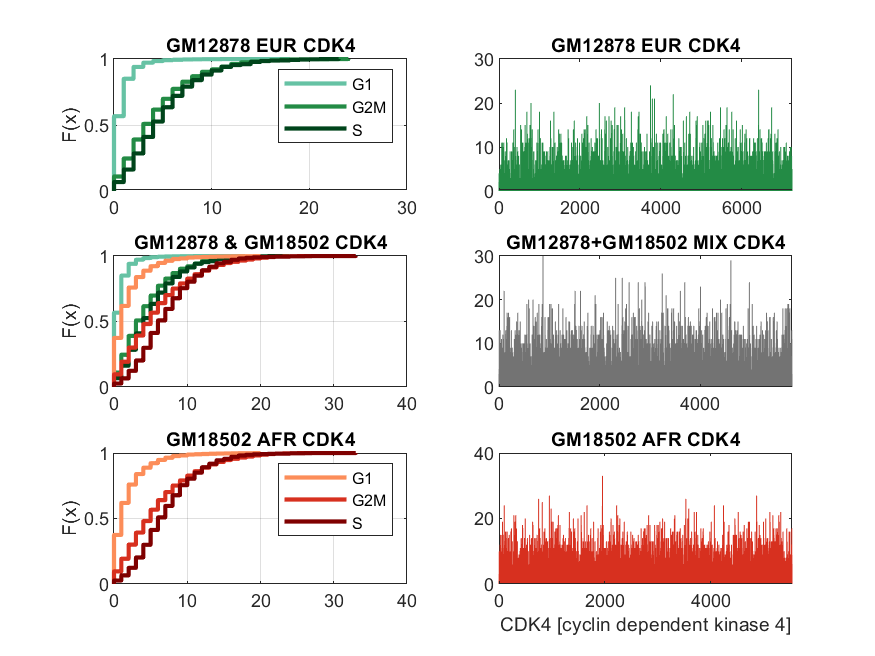 GM12878 EUR CDK4
1
0.5
0
F(x)
G1
G2M
S
0
10
20
30
GM12878 EUR CDK4
30
20
10
0
0
2000
4000
6000
GM12878 & GM18502 CDK4
1
0.5
0
F(x)
0
10
20
30
40
GM12878+GM18502 MIX CDK4
30
20
10
0
0
2000
4000
GM18502 AFR CDK4
1
0.5
0
F(x)
G1
G2M
S
0
10
20
30
40
GM18502 AFR CDK4
40
20
0
0
2000
4000
CDK4 [cyclin dependent kinase 4]